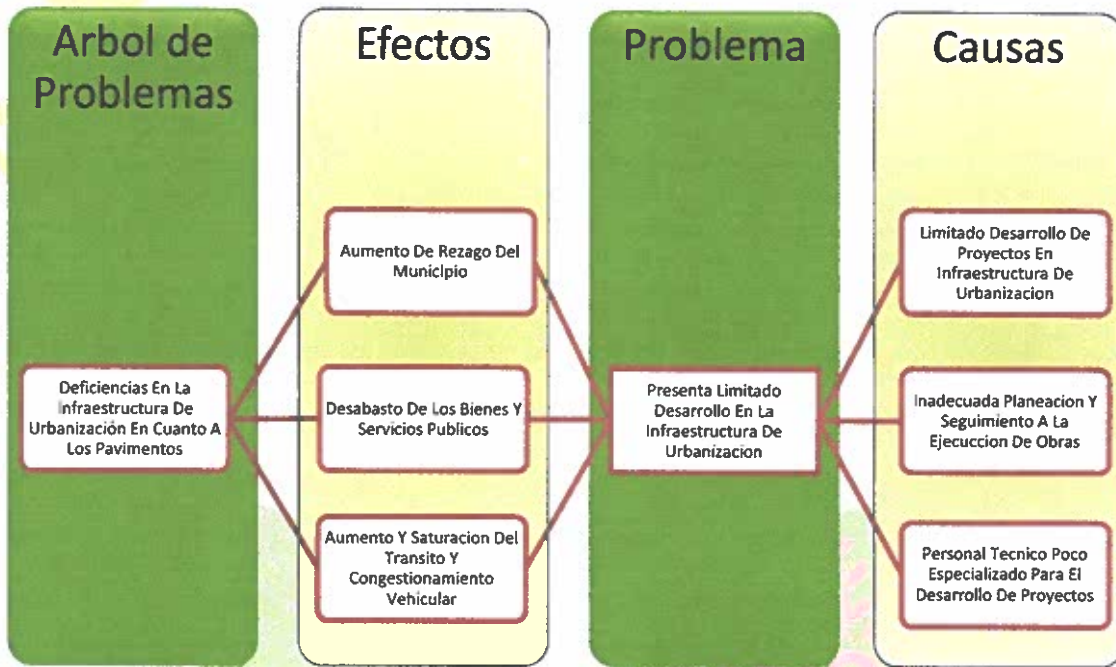 Arbol de
Problemas
Deficiencias En La
Infraestructura De
Urbanización En Cuanto A
Los Pavimentos
Efectos
Aumento De Rezago Del
Municipio
Desabasto De Los Bienes Y
Servicios Publicos
Aumento Y Saturacion Del
Transito Y
Congestionamiento
Vehicular
Problema
Presenta Limitado
Desarrollo En La
Infraestructura De
Urbanizacion
Causas
Limitado Desarrollo De
Proyectos En
Infraestructura De
Urbanizacion
Inadecuada Planeacion Y
Seguimiento A La
Ejecuccion De Obras
Personal Tecnico Poco
Especializado Para El
Desarrollo De Proyectos